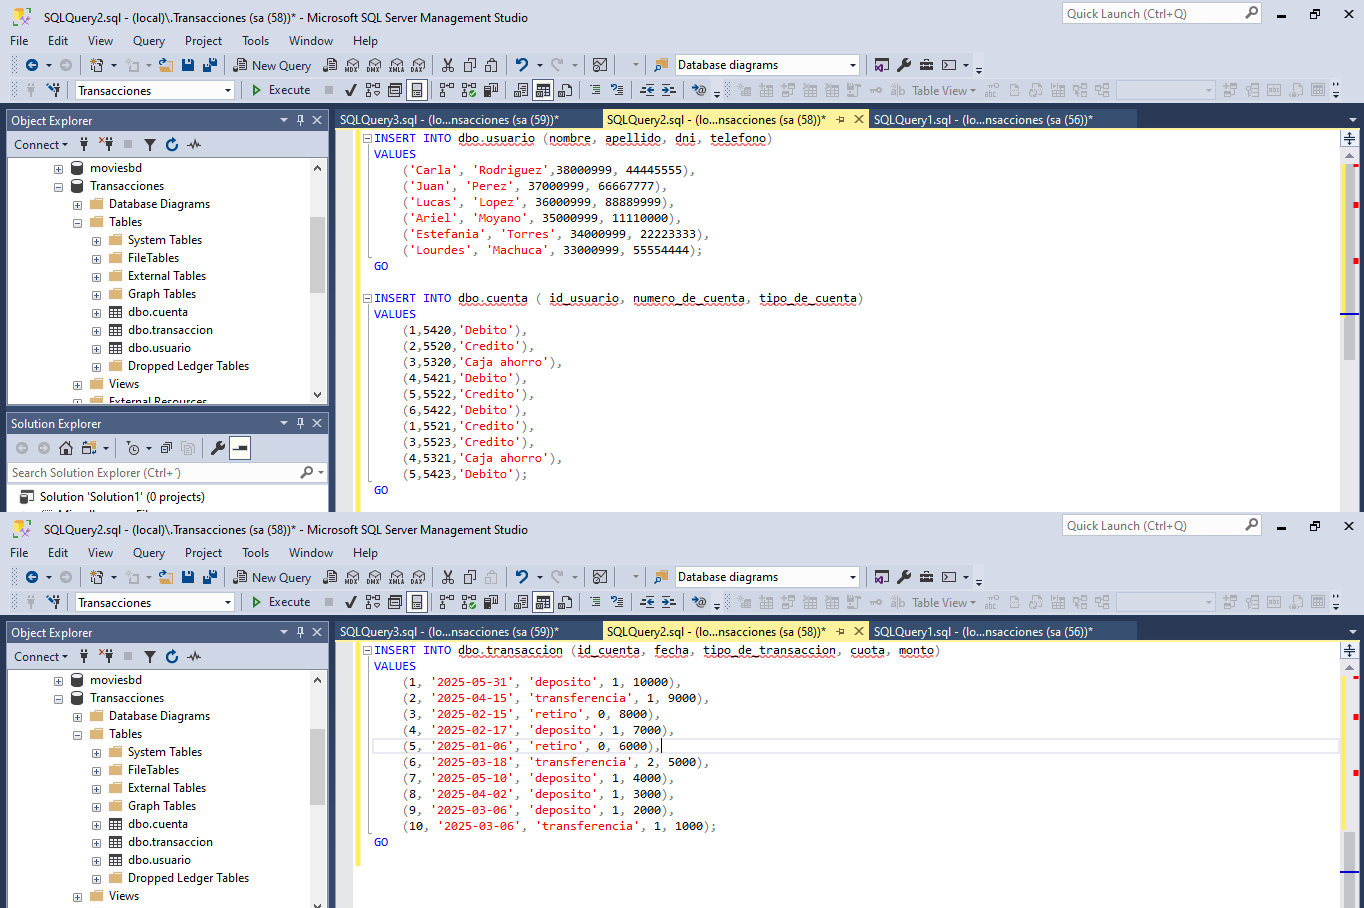 SQLQuery2.sql - (local)\.Transacciones (sa (58))* - Microsoft SQL Server Management Studio
Quick Launch (Ctrl+Q)
File Edit View Query Project Tools Window Help
New Query MDX DMX XMLA DAX Database diagrams
Transacciones Execute Table View
Object Explorer
SQLQuery3.sql - (lo...nsacciones (sa (59))* SQLQuery2.sql - (lo...nsacciones (sa (58))* SQLQuery1.sql - (lo...nsacciones (sa (56))*
Connect
moviesbd
Transacciones
Database Diagrams
Tables
System Tables
FileTables
External Tables
Graph Tables
dbo.cuenta
dbo.transaccion
dbo.usuario
Dropped Ledger Tables
Views
External Resources
Solution Explorer
Search Solution Explorer (Ctrl+´)
Solution 'Solution1' (0 projects)
INSERT INTO dbo.usuario (nombre, apellido, dni, telefono)
VALUES
('Carla', 'Rodriguez',38000999, 44445555),
('Juan', 'Perez', 37000999, 66667777),
('Lucas', 'Lopez', 36000999, 88889999),
('Ariel', 'Moyano', 35000999, 11110000),
('Estefania', 'Torres', 34000999, 22223333),
('Lourdes', 'Machuca', 33000999, 55554444);
GO
INSERT INTO dbo.cuenta ( id_usuario, numero_de_cuenta, tipo_de_cuenta)
VALUES
(1,5420,'Debito'),
(2,5520,'Credito'),
(3,5320,'Caja ahorro'),
(4,5421,'Debito'),
(5,5522,'Credito'),
(6,5422,'Debito'),
(1,5521,'Credito'),
(3,5523,'Credito'),
(4,5321,'Caja ahorro'),
(5,5423,'Debito');
GO
SQLQuery2.sql - (local)\.Transacciones (sa (58))* - Microsoft SQL Server Management Studio
Quick Launch (Ctrl+Q)
File Edit View Query Project Tools Window Help
New Query MDX DMX XMLA DAX Database diagrams
Transacciones Execute Table View
Object Explorer
SQLQuery3.sql - (lo...nsacciones (sa (59))* SQLQuery2.sql - (lo...nsacciones (sa (58))* SQLQuery1.sql - (lo...nsacciones (sa (56))*
Connect
moviesbd
Transacciones
Database Diagrams
Tables
System Tables
FileTables
External Tables
Graph Tables
dbo.cuenta
dbo.transaccion
dbo.usuario
Dropped Ledger Tables
Views
INSERT INTO dbo.transaccion (id_cuenta, fecha, tipo_de_transaccion, cuota, monto)
VALUES
(1, '2025-05-31', 'deposito', 1, 10000),
(2, '2025-04-15', 'transferencia', 1, 9000),
(3, '2025-02-15', 'retiro', 0, 8000),
(4, '2025-02-17', 'deposito', 1, 7000),
(5, '2025-01-06', 'retiro', 0, 6000),
(6, '2025-03-18', 'transferencia', 2, 5000),
(7, '2025-05-10', 'deposito', 1, 4000),
(8, '2025-04-02', 'deposito', 1, 3000),
(9, '2025-03-06', 'deposito', 1, 2000),
(10, '2025-03-06', 'transferencia', 1, 1000);
GO